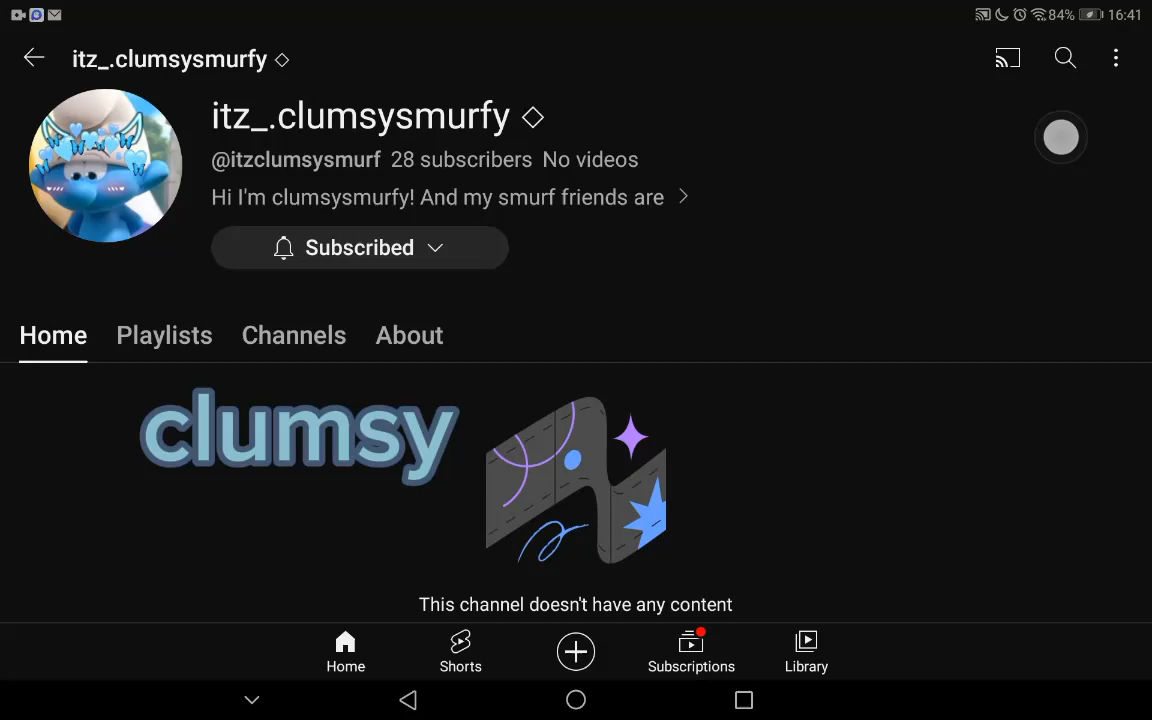 84% 16:41
itz_.clumsysmurfy ◇
itz_.clumsysmurfy ◇
@itzclumsysmurf 28 subscribers No videos
Hi I'm clumsysmurfy! And my smurf friends are
Subscribed
Home Playlists Channels About
clumsy
This channel doesn't have any content
Home Shorts Subscriptions Library